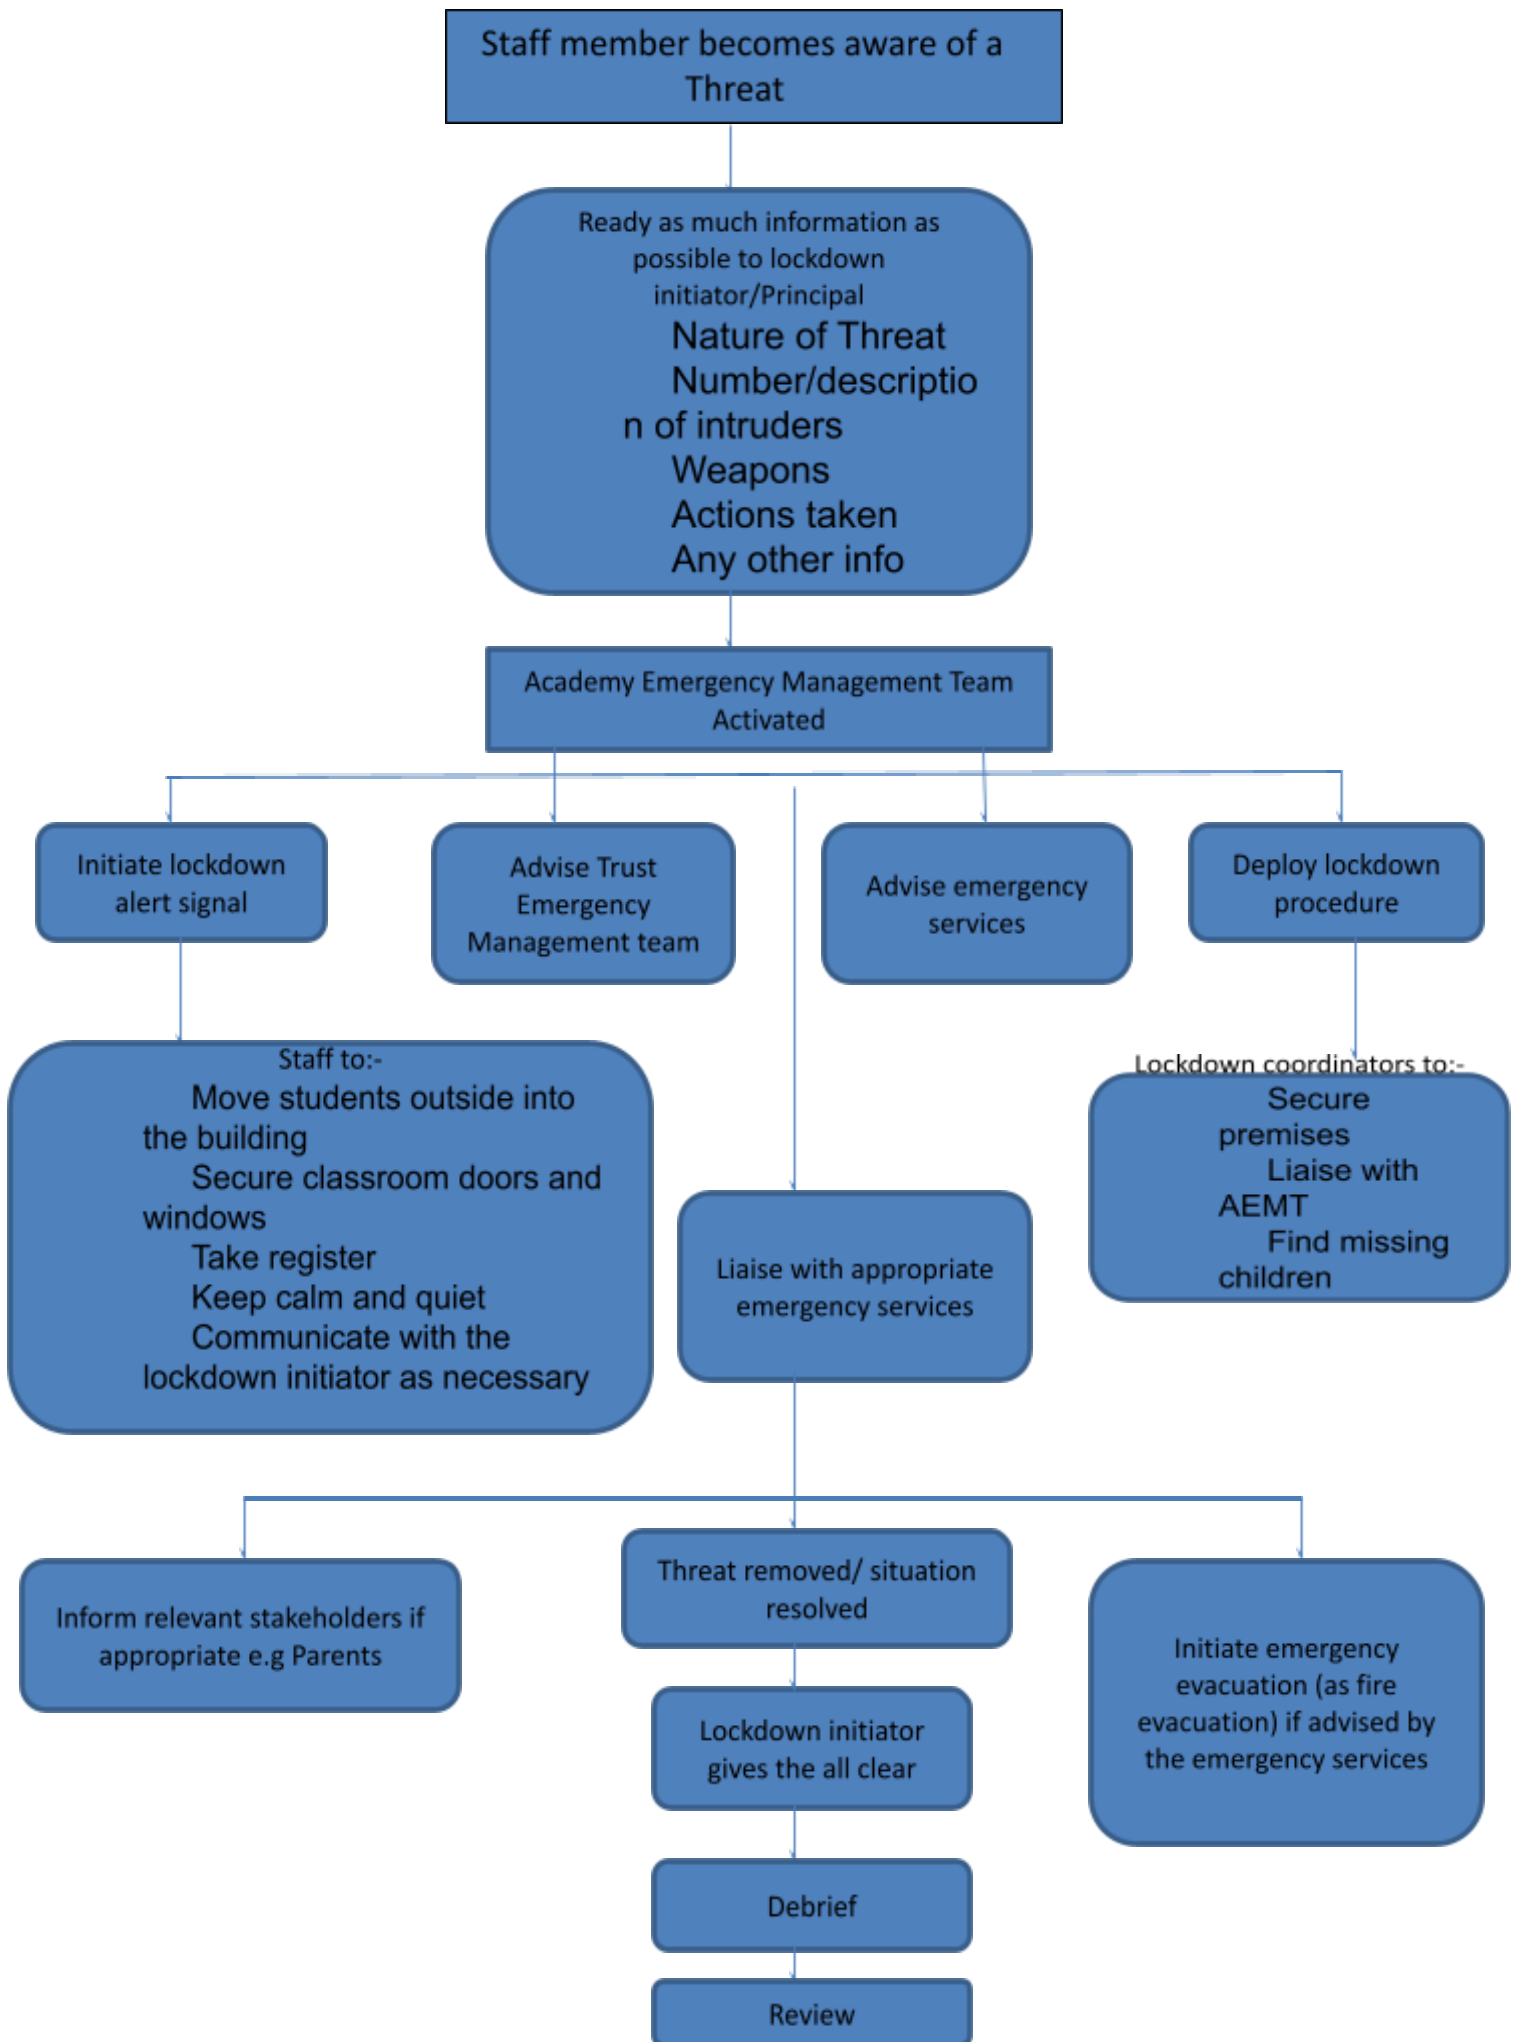 Staff member becomes aware of a
Threat
Ready as much information as
possible to lockdown
initiator/Principal
Nature of Threat
Number/descriptio
n of intruders
Weapons
Actions taken
Any other info
Academy Emergency Management Team
Activated
Initiate lockdown
alert signal
Advise Trust
Emergency
Management team
Advise emergency
services
Deploy lockdown
procedure
Staff to:-
Move students outside into
the building
Secure classroom doors and
windows
Take register
Keep calm and quiet
Communicate with the
lockdown initiator as necessary
Liaise with appropriate
emergency services
Lockdown coordinators to:-
Secure
premises
Liaise with
AEMT
Find missing
children
Inform relevant stakeholders if
appropriate e.g Parents
Threat removed/ situation
resolved
Initiate emergency
evacuation (as fire
evacuation) if advised by
the emergency services
Lockdown initiator
gives the all clear
Debrief
Review